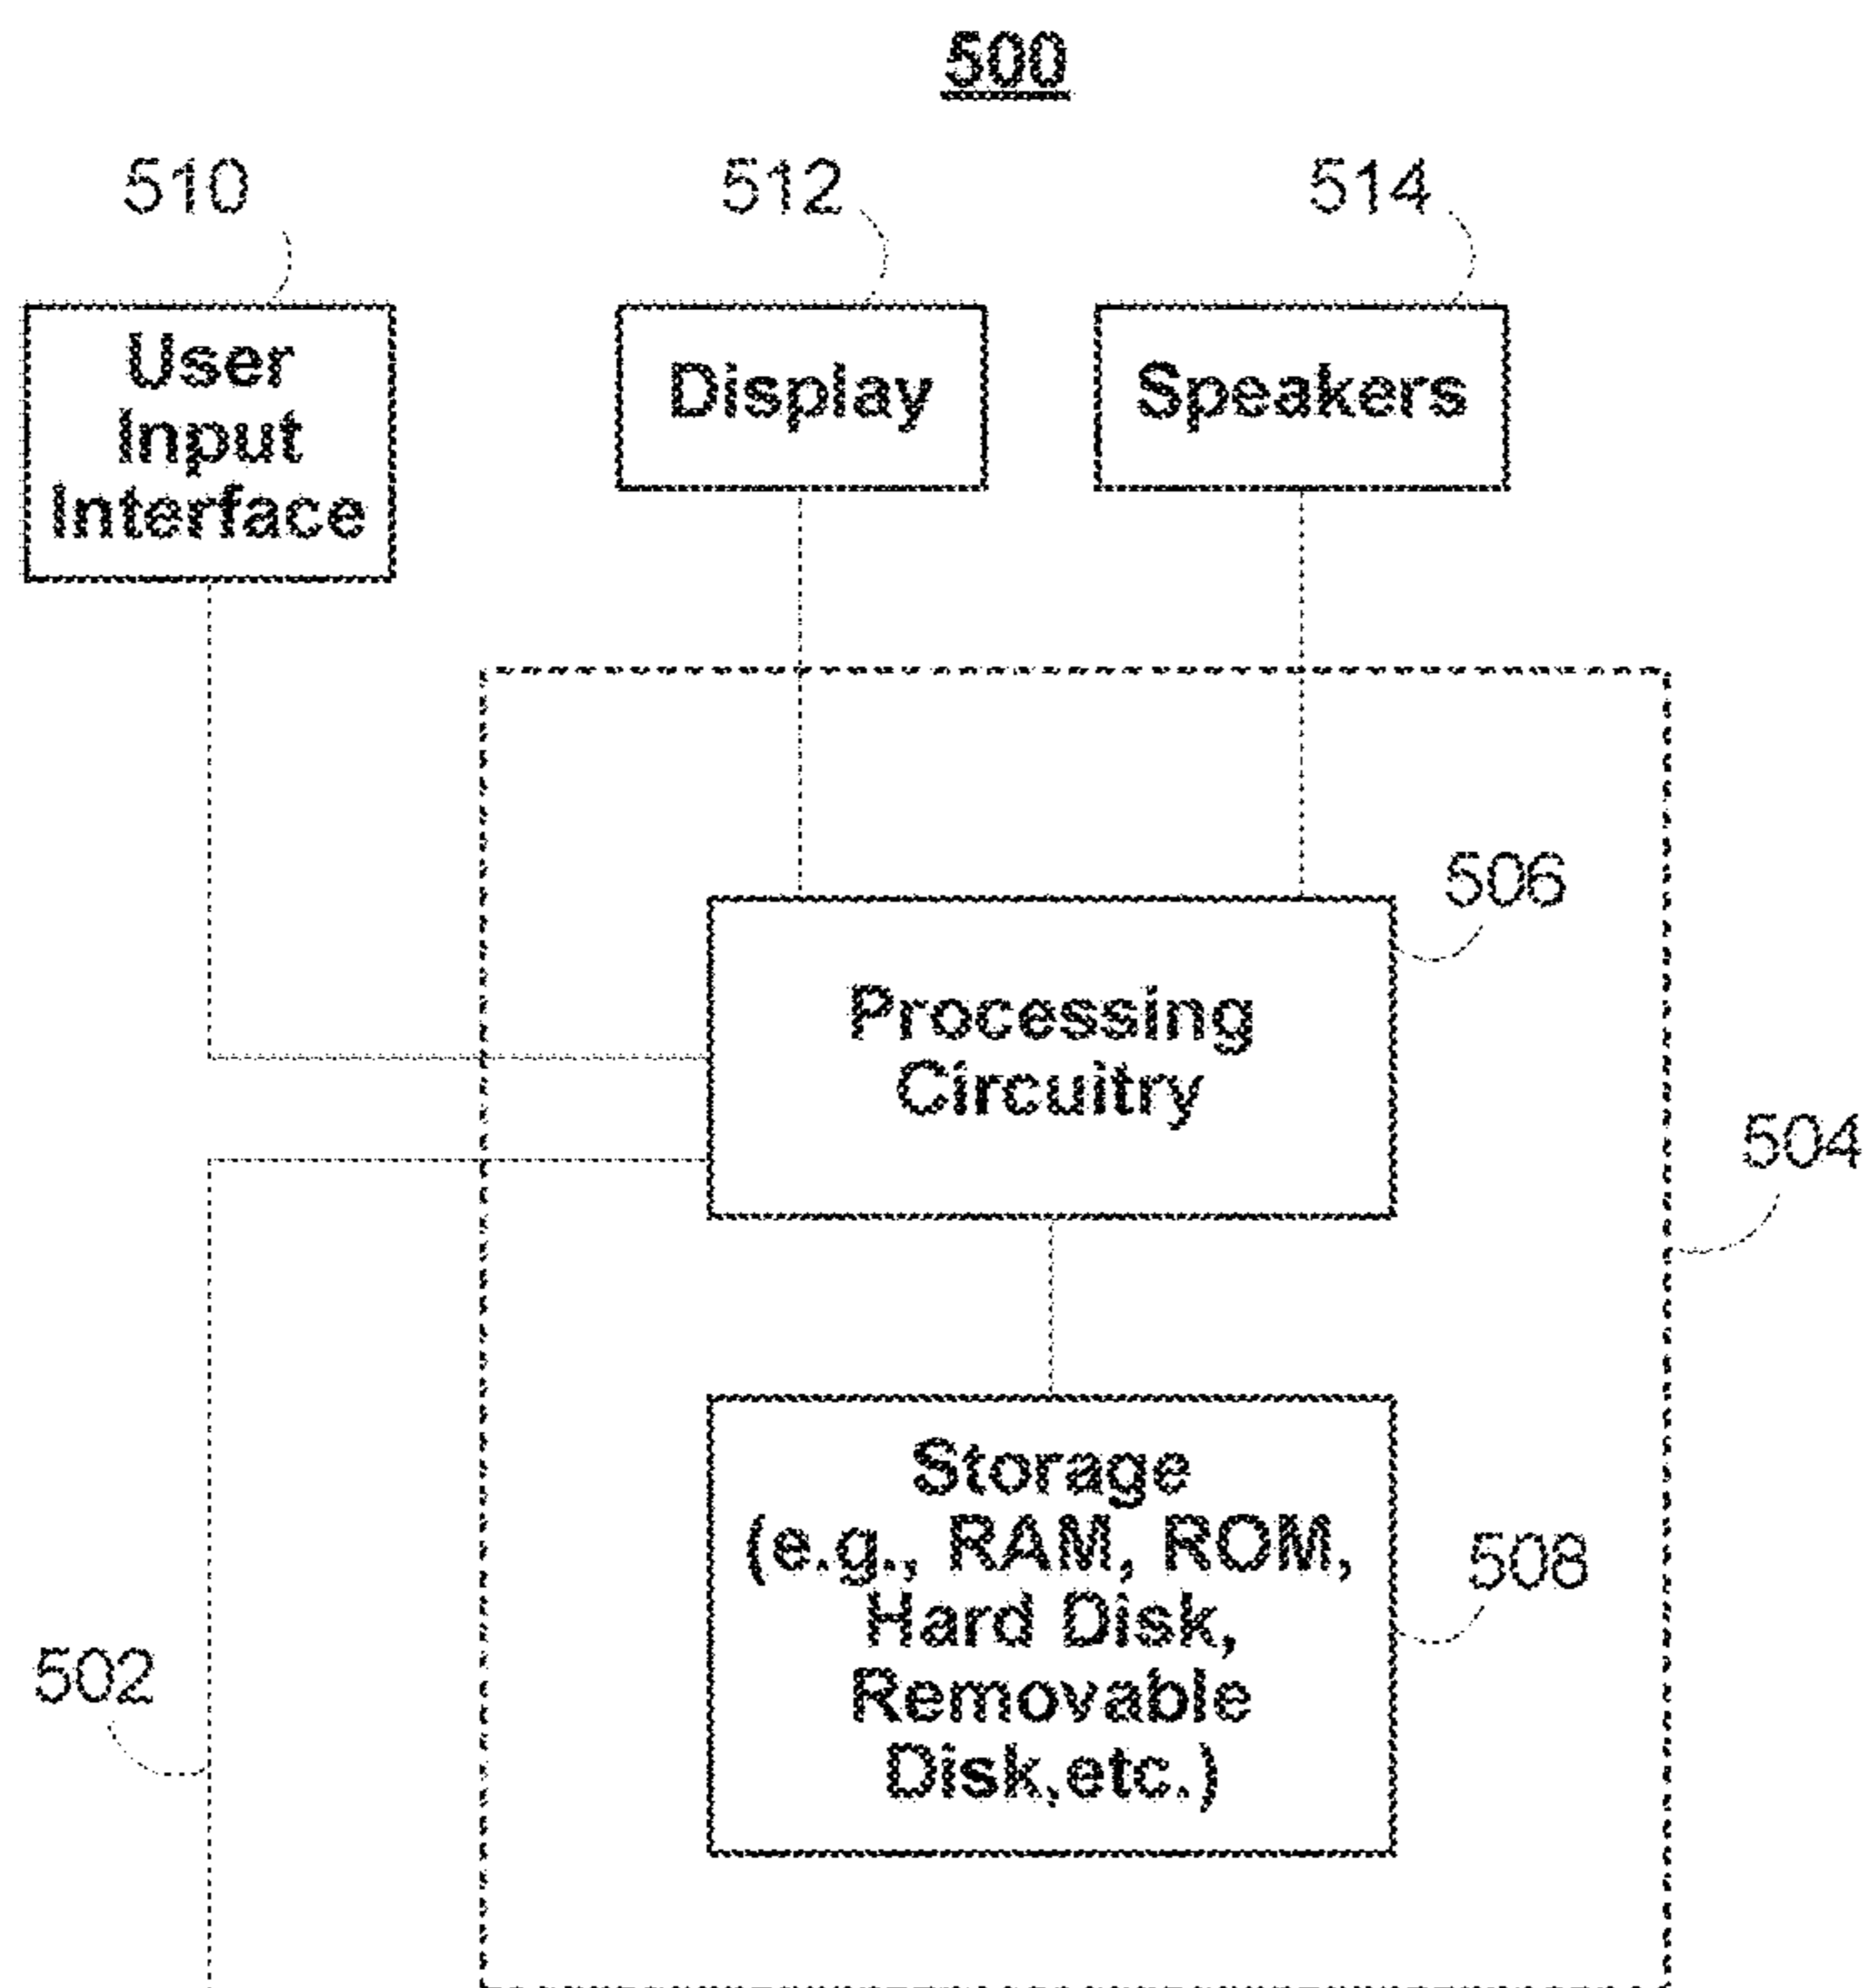 500
510
512
514
User
Input
Interface
Display
Speakers
506
Processing
Circuitry
504
Storage
(e.g., RAM, ROM,
Hard Disk,
Removable
Disk,etc.)
508
502